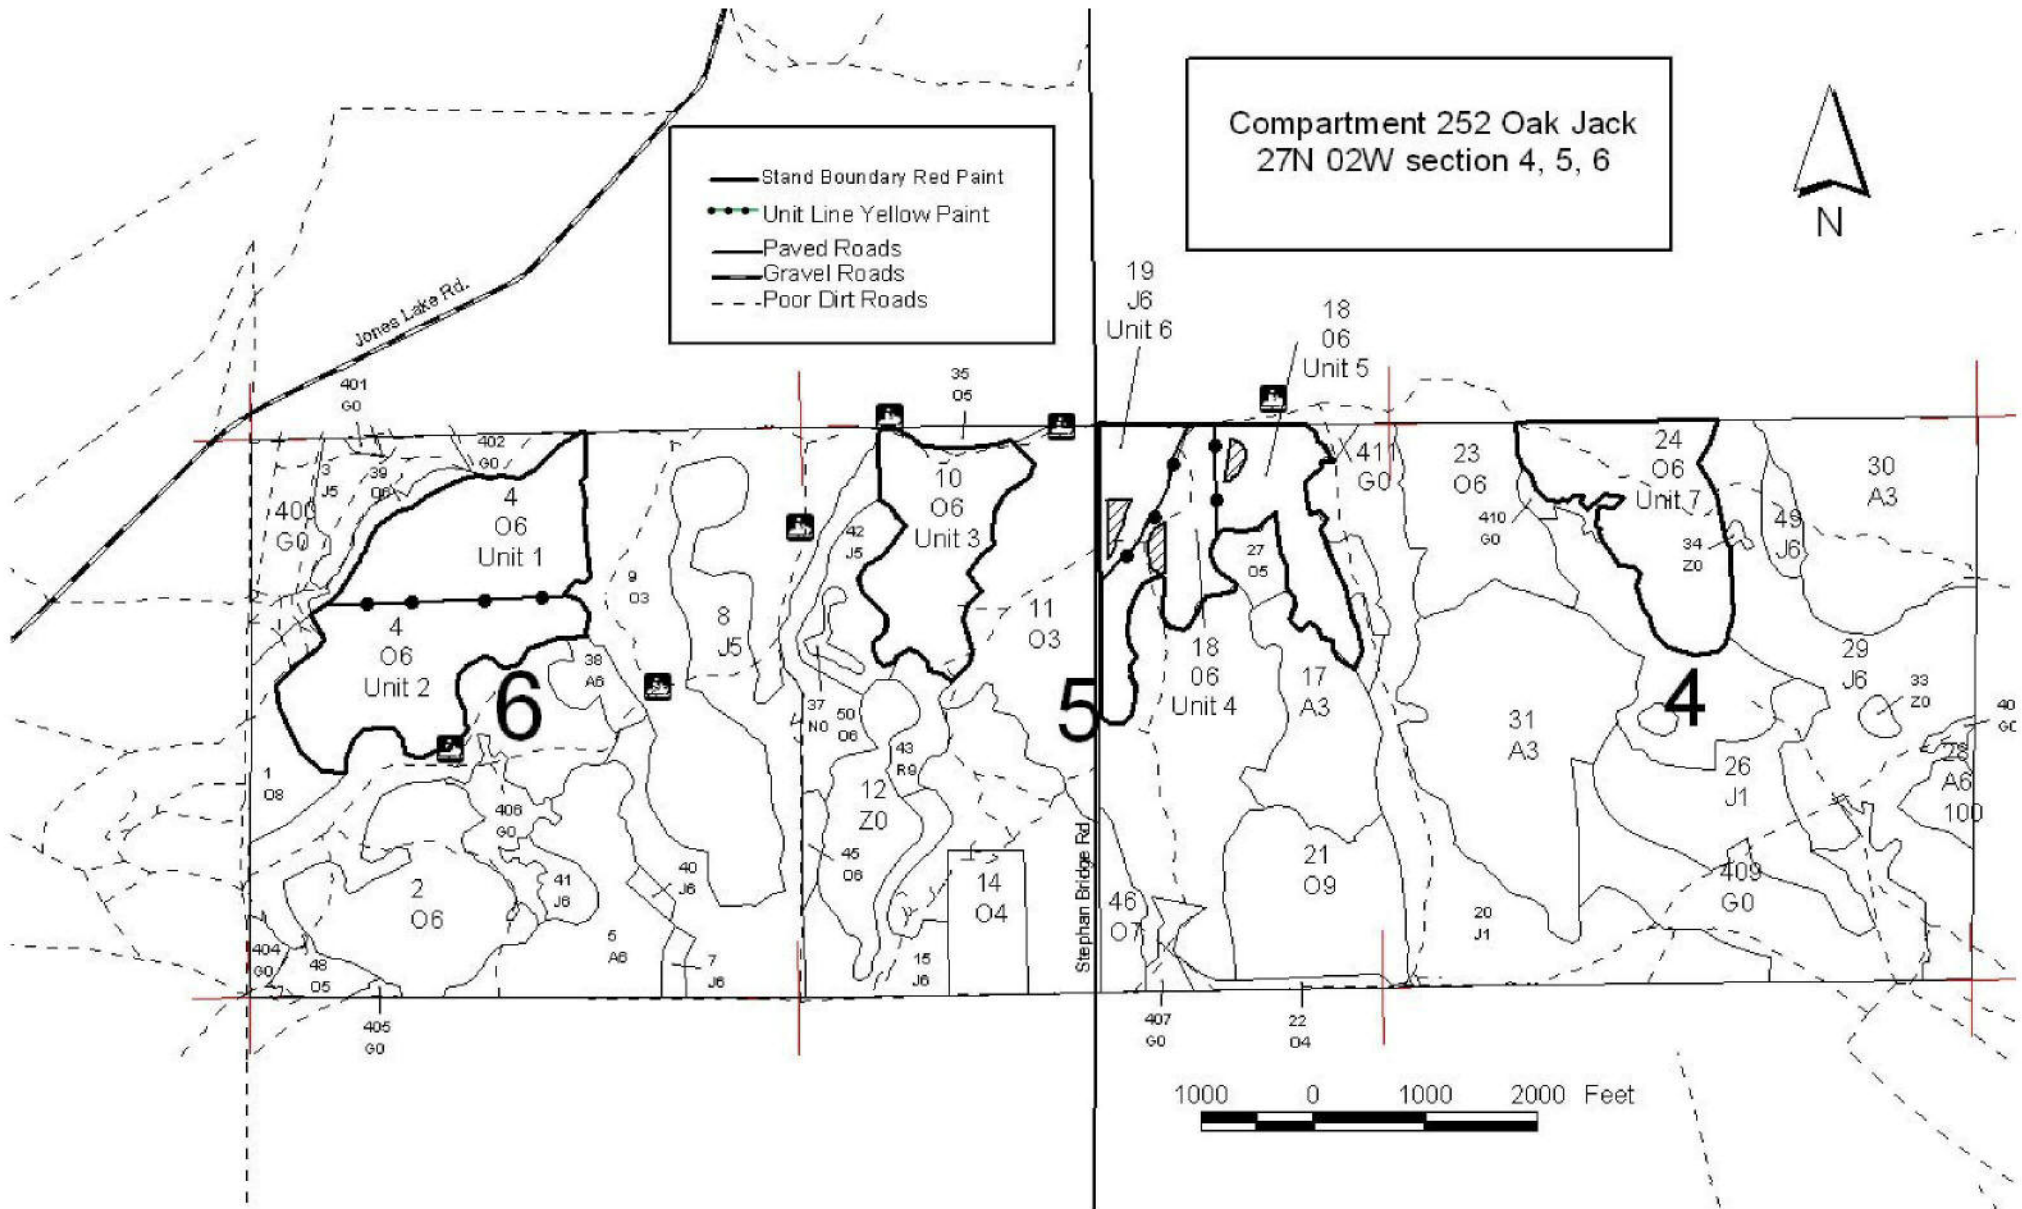 Compartment 252 Oak Jack
27N 02W section 4, 5, 6
N
Stand Boundary Red Paint
Unit Line Yellow Paint
Paved Roads
Gravel Roads
Poor Dirt Roads
Jones Lake Rd.
19
J6
Unit 6
18
06
Unit 5
35
O5
401
G0
402
G0
3
J5
39
O6
400
G0
4
O6
Unit 1
4
O6
Unit 2
9
O3
8
J5
42
J5
10
O6
Unit 3
11
O3
27
O5
18
06
Unit 4
17
A3
411
G0
23
O6
410
G0
24
O6
Unit 7
34
Z0
49
J6
30
A3
29
J6
33
Z0
40
GC
28
A6
100
38
A6
6
5
4
37
N0
50
O6
43
R9
12
Z0
31
A3
26
J1
1
O8
406
G0
2
O6
41
J6
40
J6
45
O6
14
O4
Stephan Bridge Rd
46
O7
21
O9
20
J1
409
G0
404
G0
48
O5
5
A6
7
J6
15
J6
405
G0
407
G0
22
O4
1000 0 1000 2000 Feet